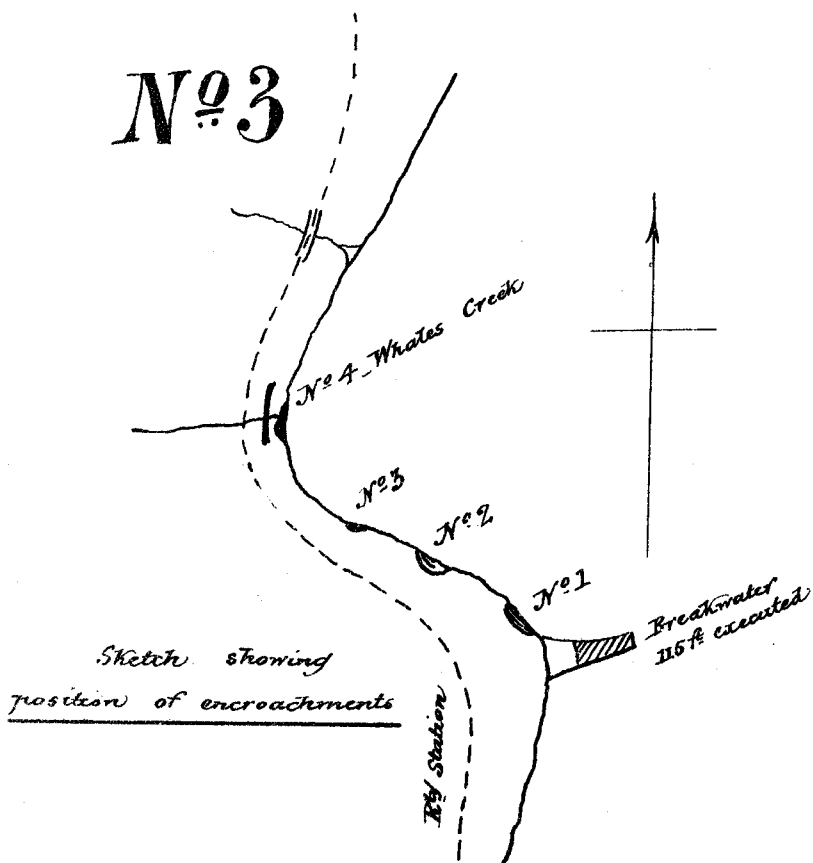 Nº 3
Nº 4 Whales Creek
Nº 3
Nº 2
Nº 1
Breakwater
115 ft executed
Sketch showing
position of encroachments
Rly Station